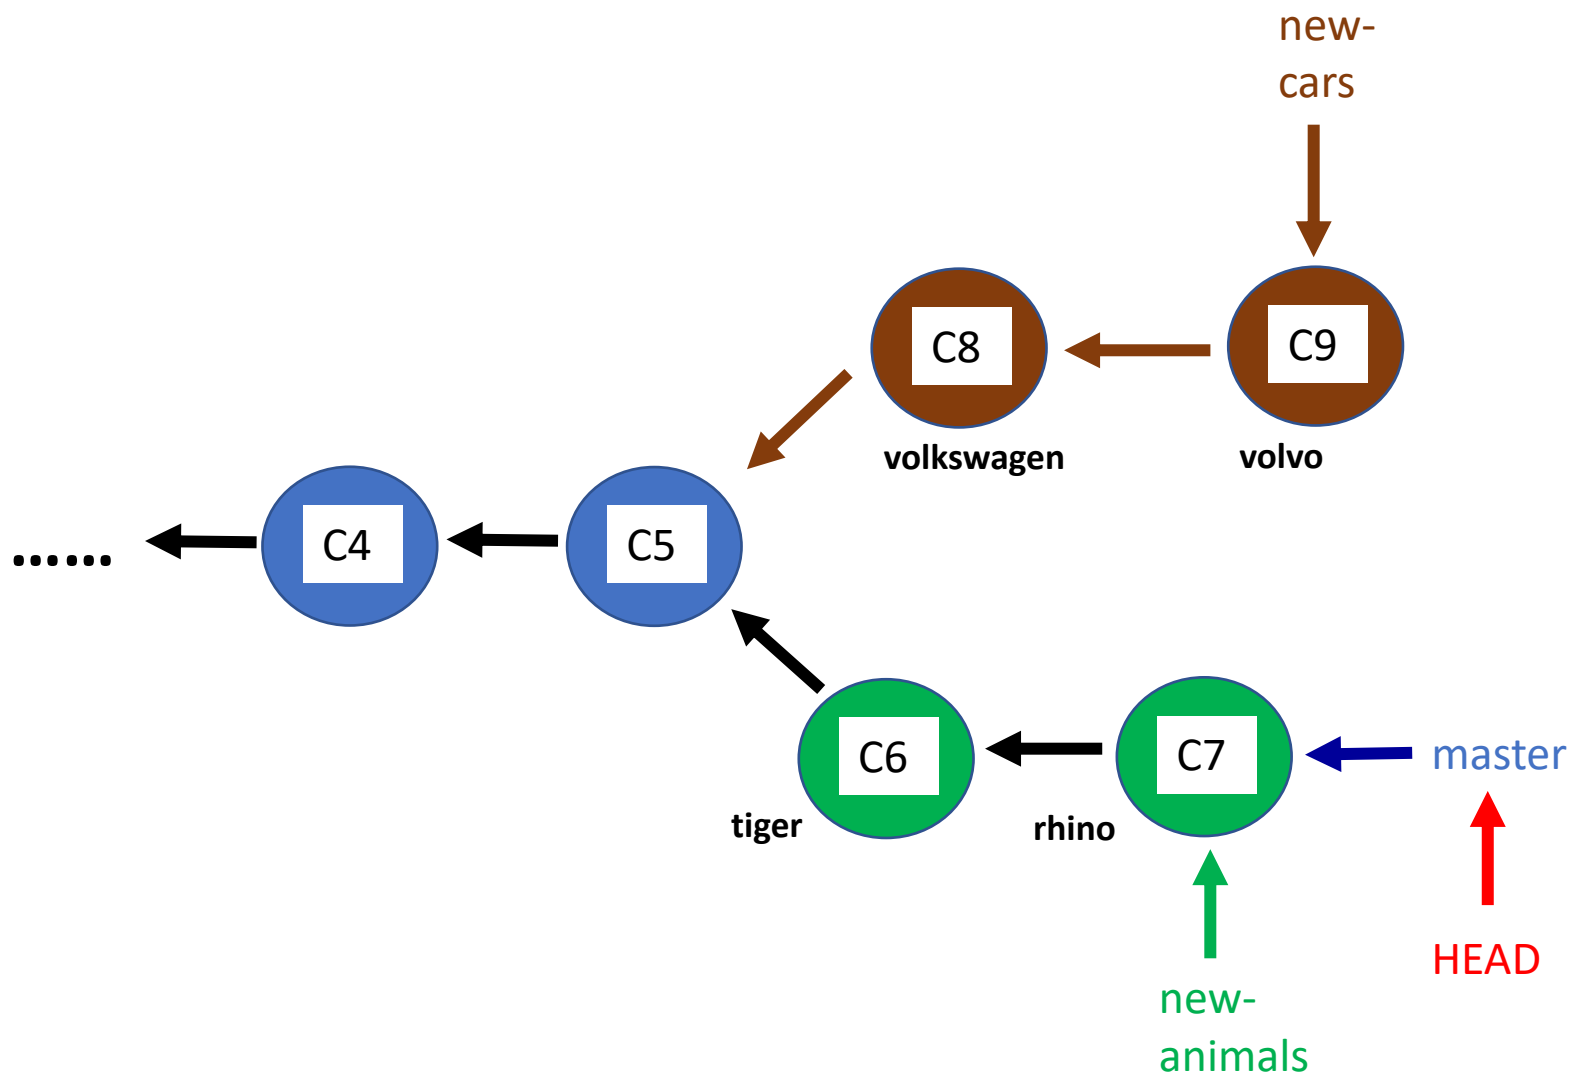 new-
cars
C8
C9
volkswagen
volvo
......
C4
C5
C6
C7
master
tiger
rhino
HEAD
new-
animals